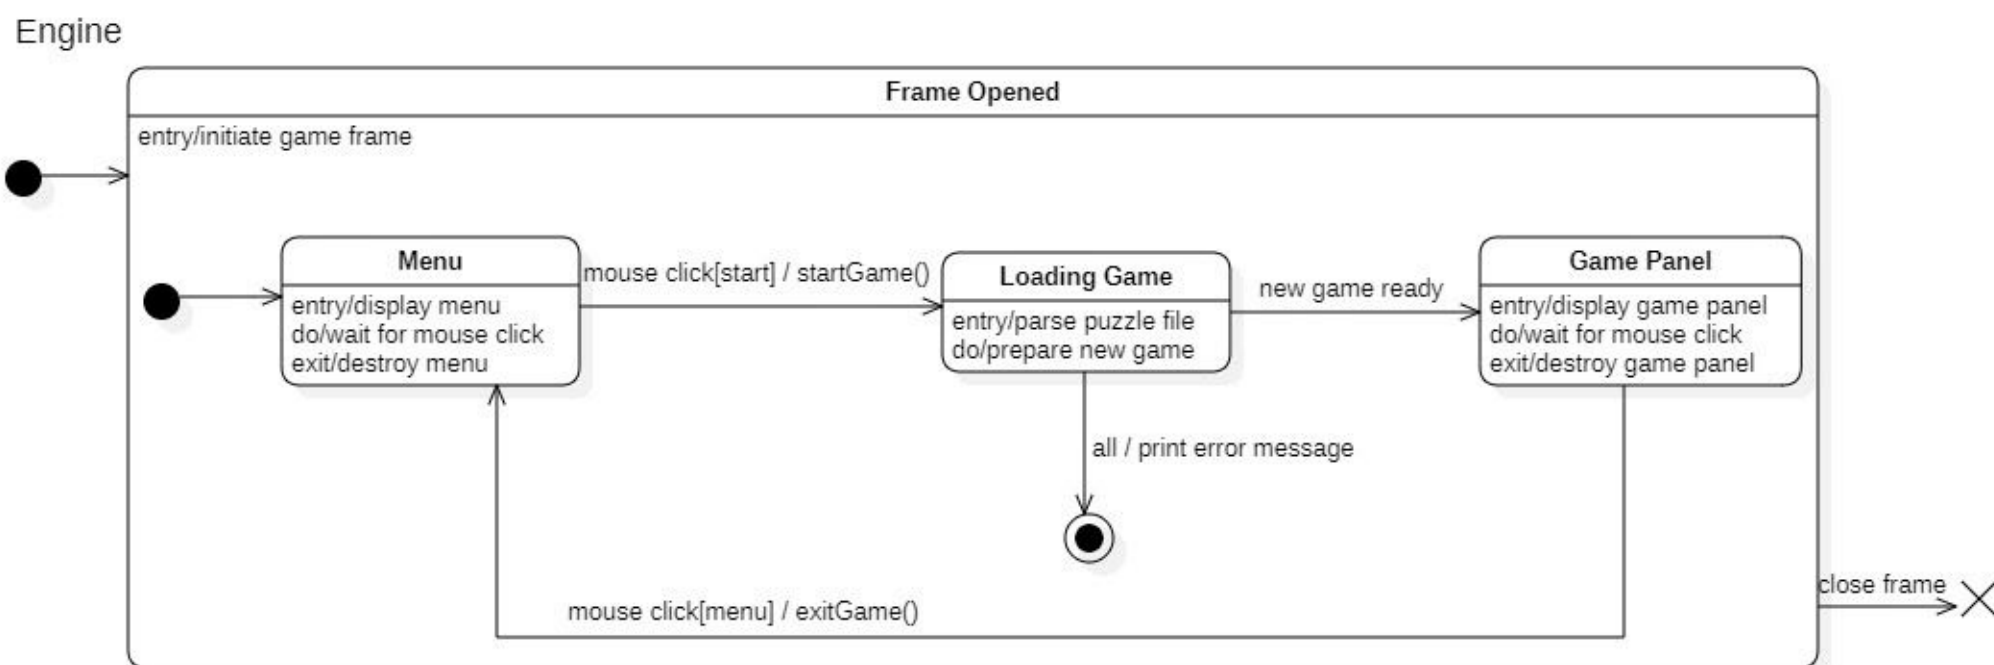 Engine
Frame Opened
entry/initiate game frame
Menu
entry/display menu
do/wait for mouse click
exit/destroy menu
mouse click[start] / startGame()
Loading Game
entry/parse puzzle file
do/prepare new game
new game ready
Game Panel
entry/display game panel
do/wait for mouse click
exit/destroy game panel
all / print error message
close frame
mouse click[menu] / exitGame()